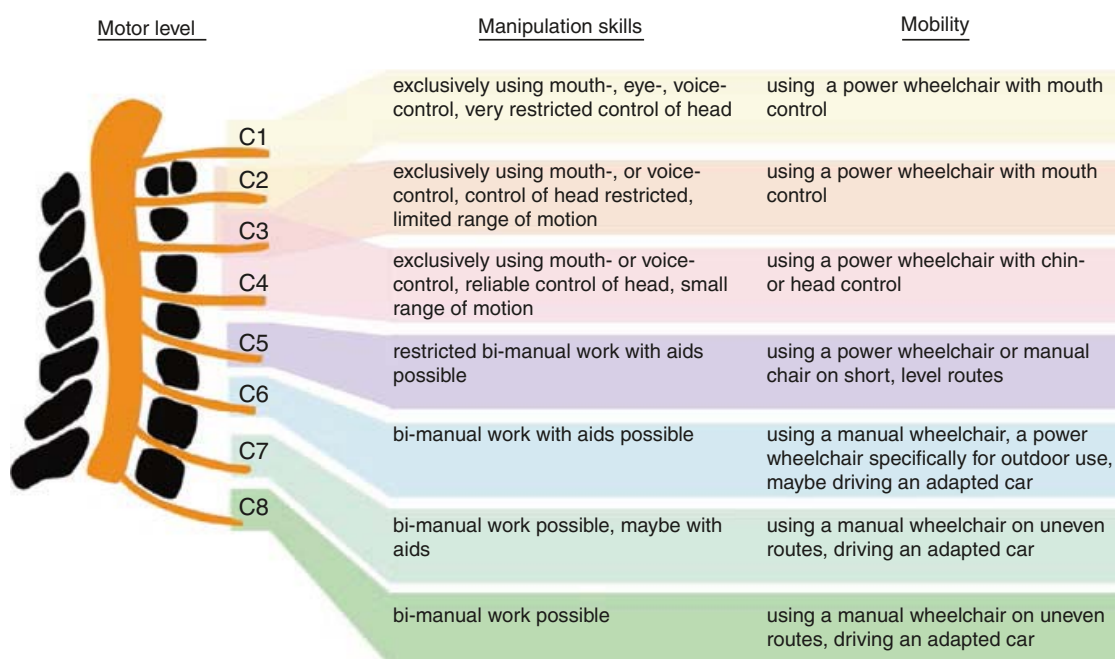 Motor level
Manipulation skills
Mobility
C1
C2
C3
C4
C5
C6
C7
C8
exclusively using mouth-, eye-, voice-
control, very restricted control of head
using a power wheelchair with mouth
control
exclusively using mouth-, or voice-
control, control of head restricted,
limited range of motion
using a power wheelchair with mouth
control
exclusively using mouth- or voice-
control, reliable control of head, small
range of motion
using a power wheelchair with chin-
or head control
restricted bi-manual work with aids
possible
using a power wheelchair or manual
chair on short, level routes
bi-manual work with aids possible
using a manual wheelchair, a power
wheelchair specifically for outdoor use,
maybe driving an adapted car
bi-manual work possible, maybe with
aids
using a manual wheelchair on uneven
routes, driving an adapted car
bi-manual work possible
using a manual wheelchair on uneven
routes, driving an adapted car